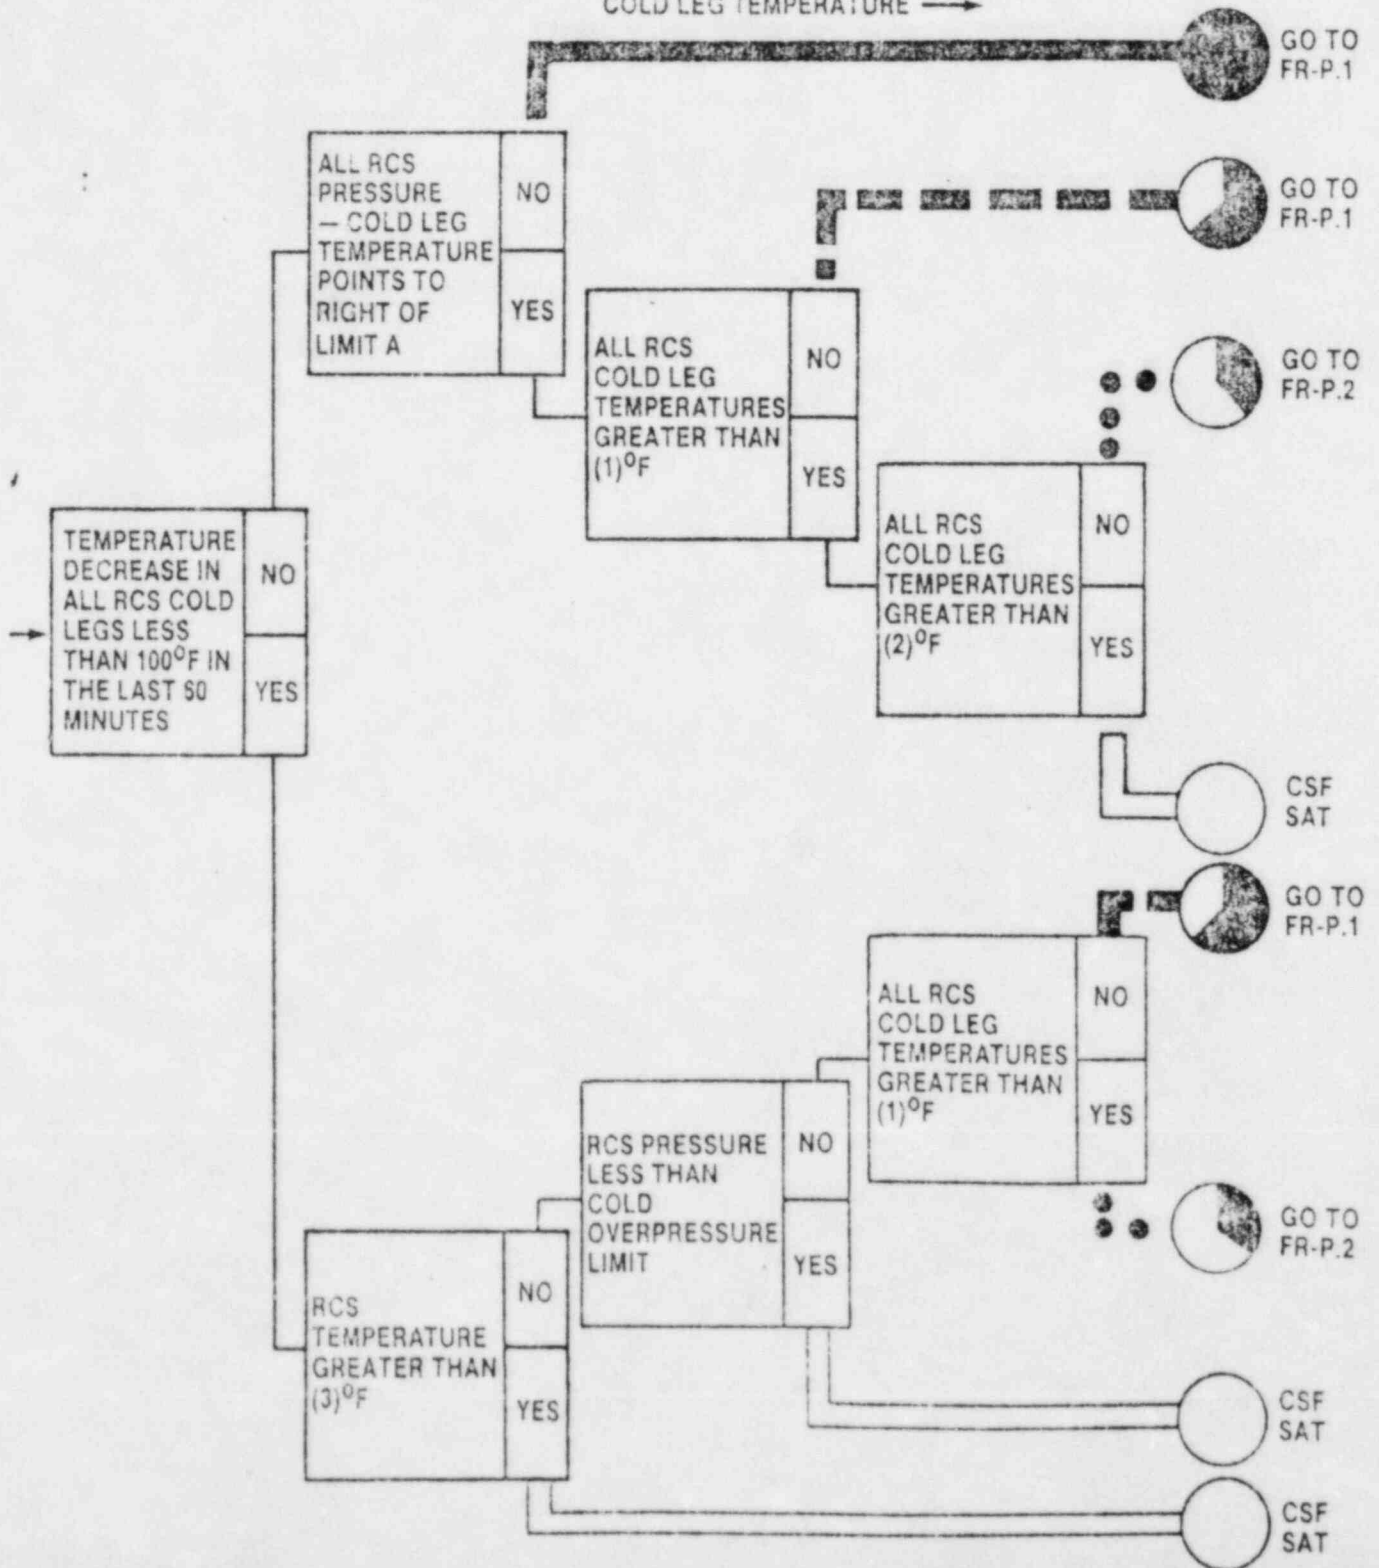 COLD LEG TEMPERATURE
GO TO
FR-P.1
ALL RCS
PRESSURE
— COLD LEG
TEMPERATURE
POINTS TO
RIGHT OF
LIMIT A
NO
YES
GO TO
FR-P.1
ALL RCS
COLD LEG
TEMPERATURES
GREATER THAN
(1)⁰F
NO
YES
GO TO
FR-P.2
ALL RCS
COLD LEG
TEMPERATURES
GREATER THAN
(2)⁰F
NO
YES
TEMPERATURE
DECREASE IN
ALL RCS COLD
LEGS LESS
THAN 100⁰F IN
THE LAST 60
MINUTES
NO
YES
CSF
SAT
GO TO
FR-P.1
ALL RCS
COLD LEG
TEMPERATURES
GREATER THAN
(1)⁰F
NO
YES
RCS PRESSURE
LESS THAN
COLD
OVERPRESSURE
LIMIT
NO
YES
GO TO
FR-P.2
RCS
TEMPERATURE
GREATER THAN
(3)⁰F
NO
YES
CSF
SAT
CSF
SAT